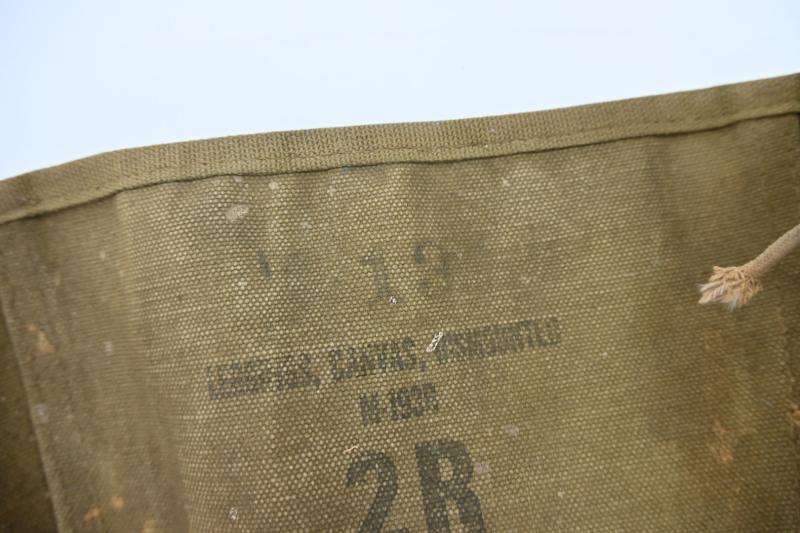 LEGGINGS, CANVAS, DISMOUNTED
M-1938
2R